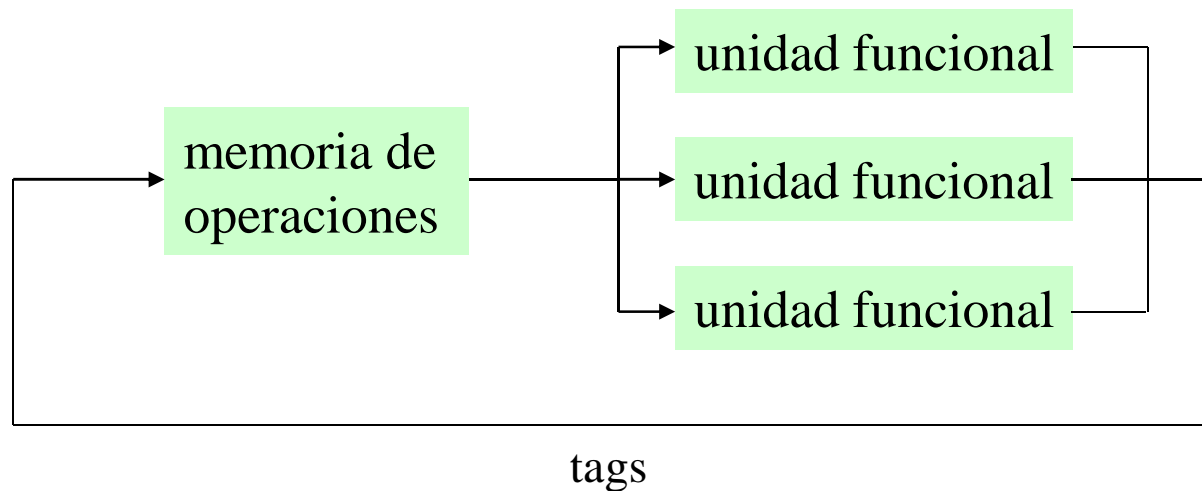 unidad funcional
memoria de
operaciones
unidad funcional
unidad funcional
tags